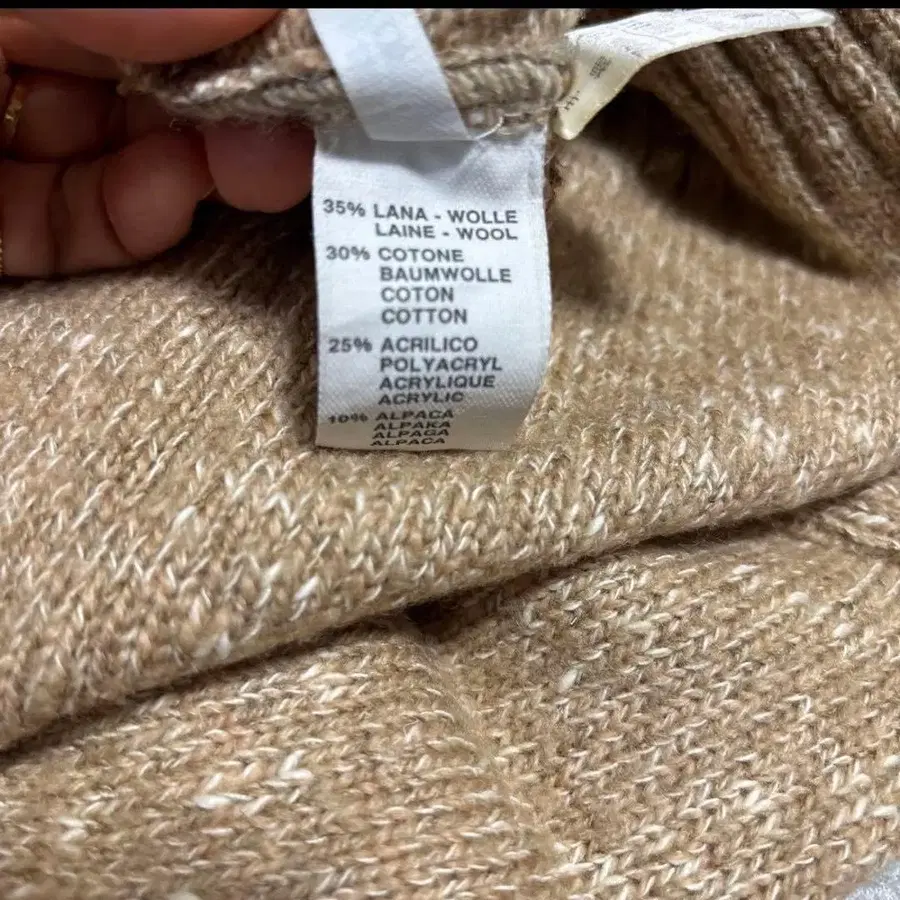 35% LANA - WOLLE
LAINE - WOOL
30% COTONE
BAUMWOLLE
COTON
COTTON
25% ACRILICO
POLYACRYL
ACRYLIQUE
ACRYLIC
10% ALPACA
ALPAKA
ALPAGA
ALPACA